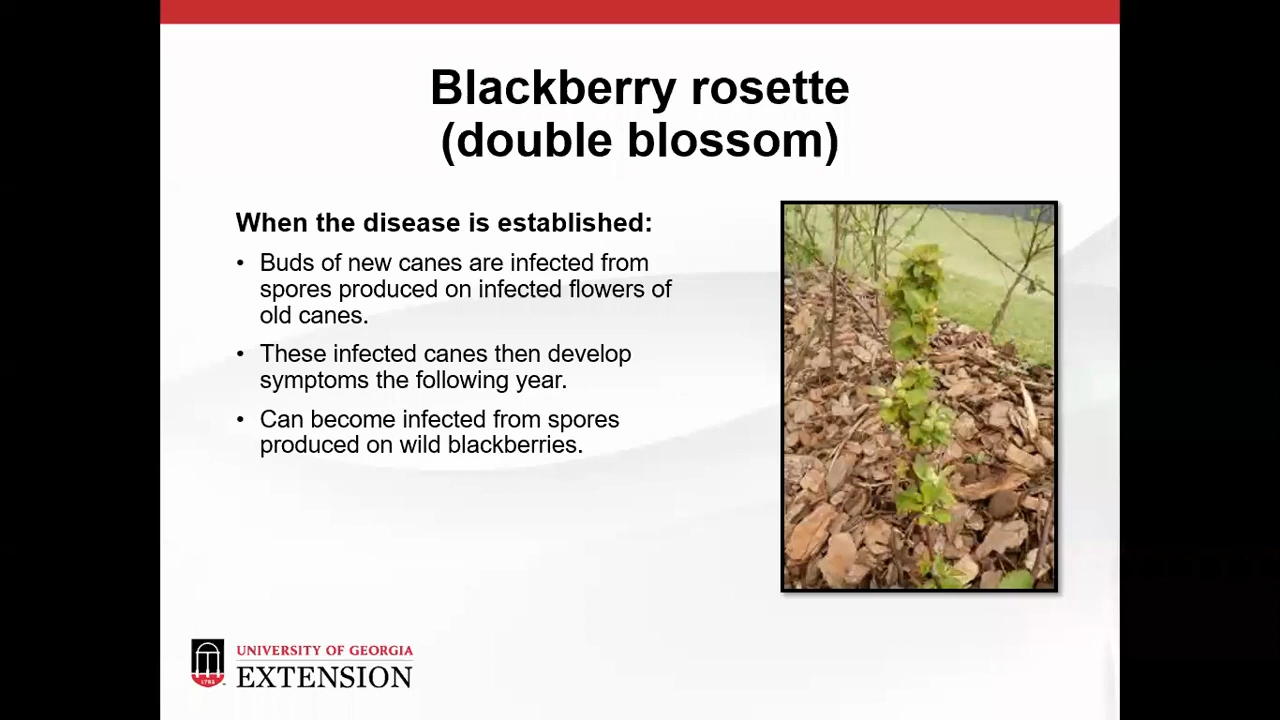 Blackberry rosette
(double blossom)
When the disease is established:
• Buds of new canes are infected from
spores produced on infected flowers of
old canes.
• These infected canes then develop
symptoms the following year.
• Can become infected from spores
produced on wild blackberries.
1785
UNIVERSITY OF GEORGIA
EXTENSION